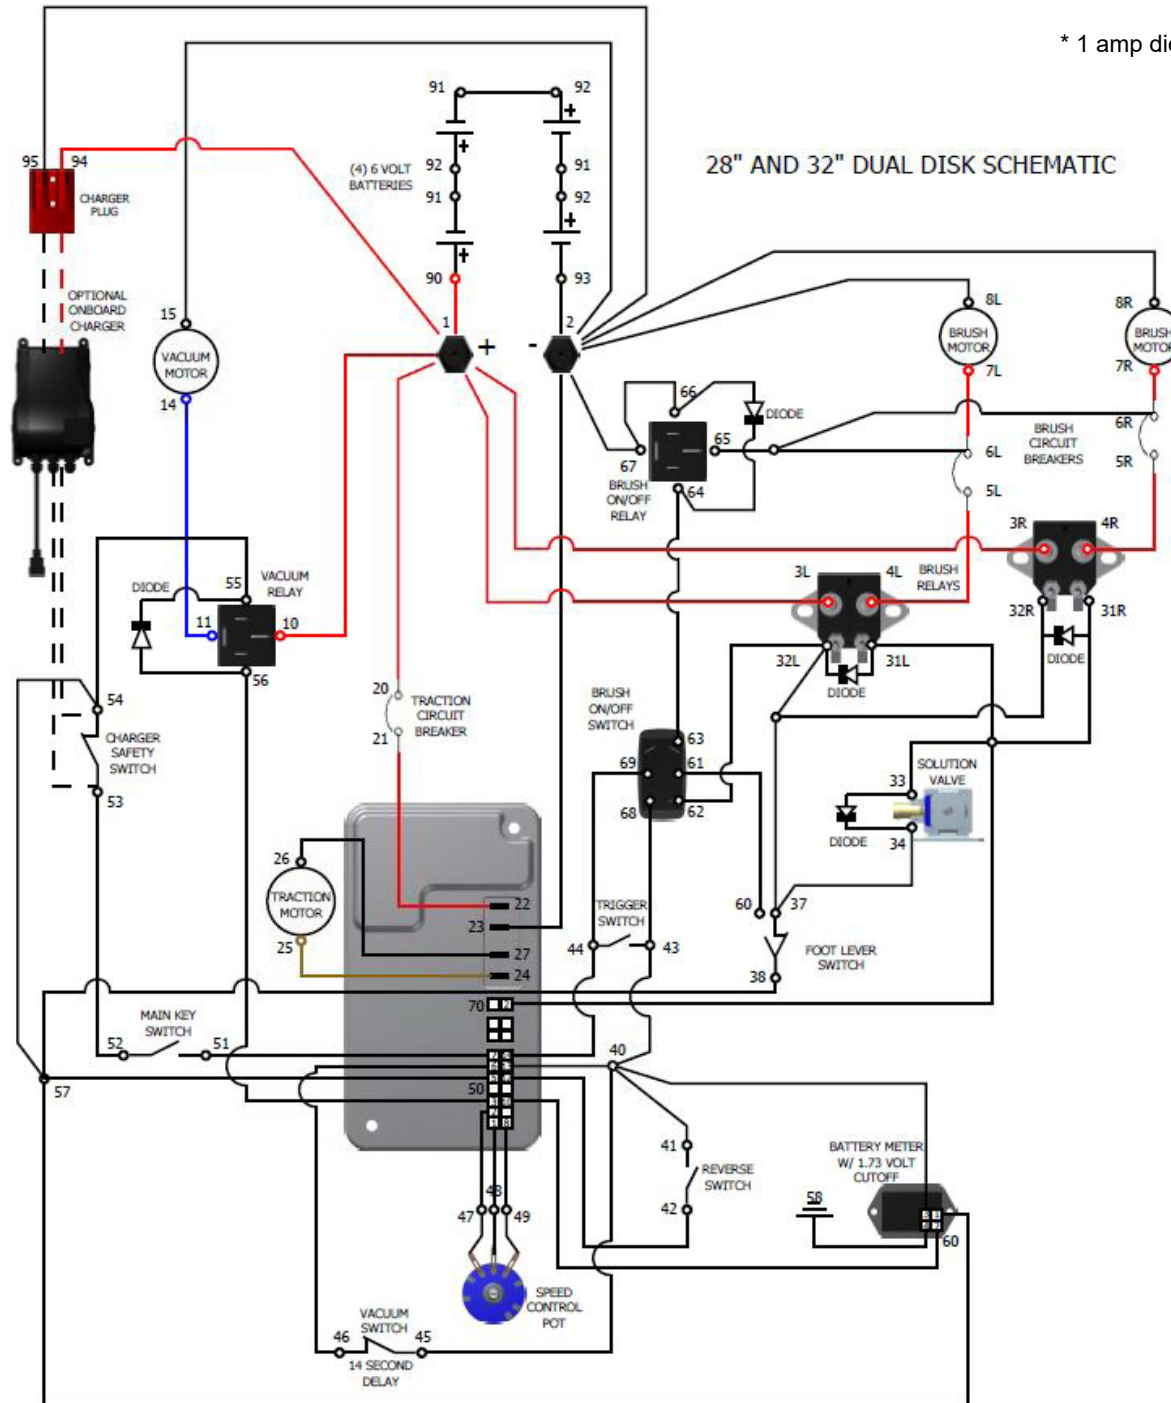 * 1 amp die
91
92
95
94
CHARGER
PLUG
(4) 6 VOLT
BATTERIES
92
91
91
92
28" AND 32" DUAL DISK SCHEMATIC
90
93
OPTIONAL
ONBOARD
CHARGER
15
1
+
-
2
8L
8R
VACUUM
MOTOR
14
BRUSH
MOTOR
7L
BRUSH
MOTOR
7R
66
DIODE
65
67
BRUSH
ON/OFF
RELAY
64
BRUSH
CIRCUIT
BREAKERS
6L
5L
6R
5R
3R
4R
DIODE
55
VACUUM
RELAY
11
10
56
3L
4L
BRUSH
RELAYS
32R
31R
DIODE
32L
31L
DIODE
54
CHARGER
SAFETY
SWITCH
53
20
TRACTION
CIRCUIT
BREAKER
21
BRUSH
ON/OFF
SWITCH
63
69
61
68
62
SOLUTION
VALVE
33
DIODE
34
26
TRACTION
MOTOR
25
22
23
27
24
TRIGGER
SWITCH
44
43
60
37
FOOT LEVER
SWITCH
38
70
2
MAIN KEY
SWITCH
52
51
57
40
50
3
2
1
8
41
REVERSE
SWITCH
42
BATTERY METER
W/ 1.73 VOLT
CUTOFF
58
60
47
48
49
SPEED
CONTROL
POT
VACUUM
SWITCH
46
45
14 SECOND
DELAY